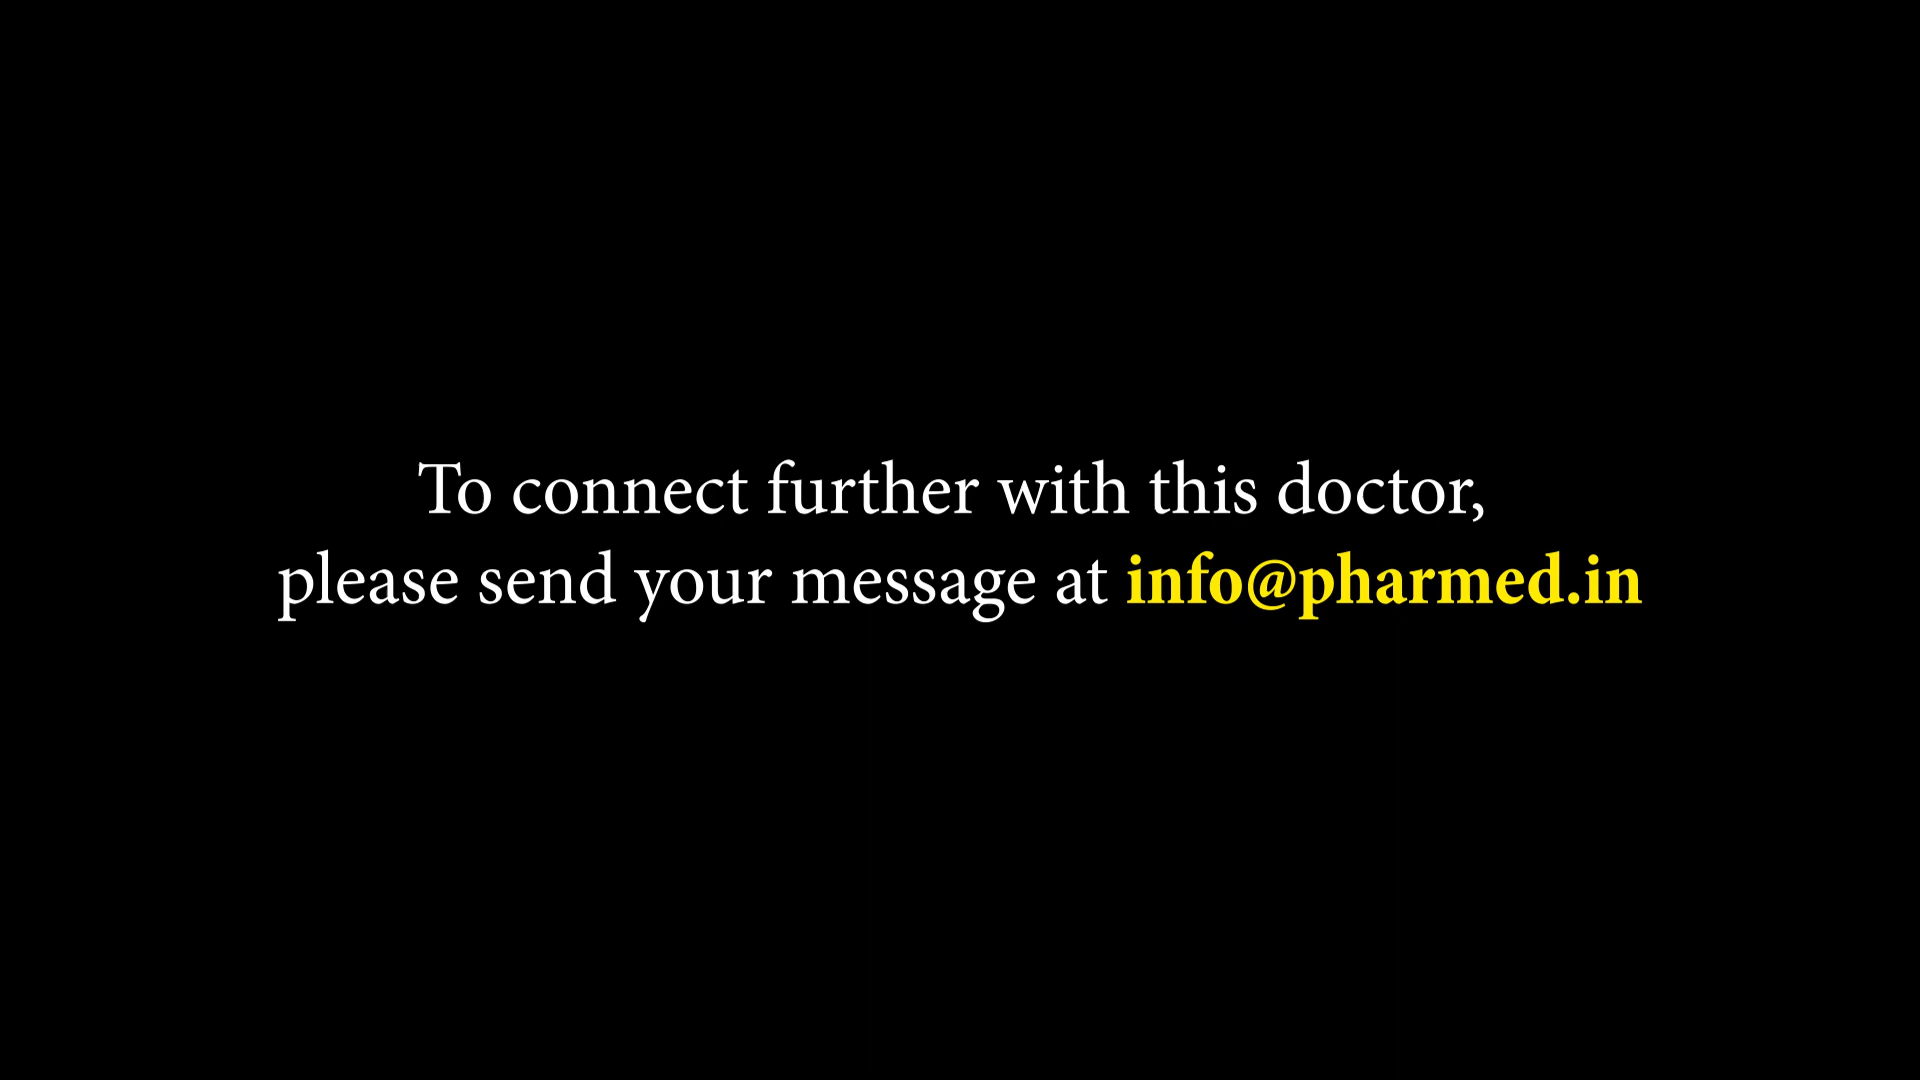 To connect further with this doctor,
please send your message at info@pharmed.in